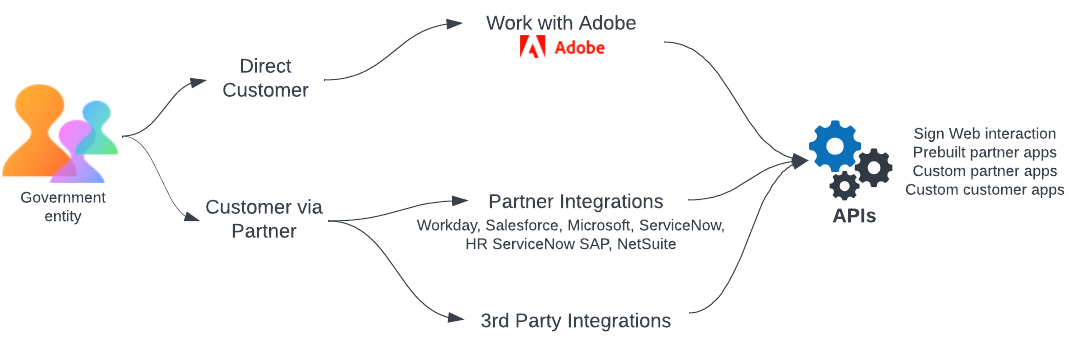 Work with Adobe
Adobe
Direct
Customer
Government
entity
Customer via
Partner
Partner Integrations
Workday, Salesforce, Microsoft, ServiceNow,
HR ServiceNow SAP, NetSuite
3rd Party Integrations
APIs
Sign Web interaction
Prebuilt partner apps
Custom partner apps
Custom customer apps